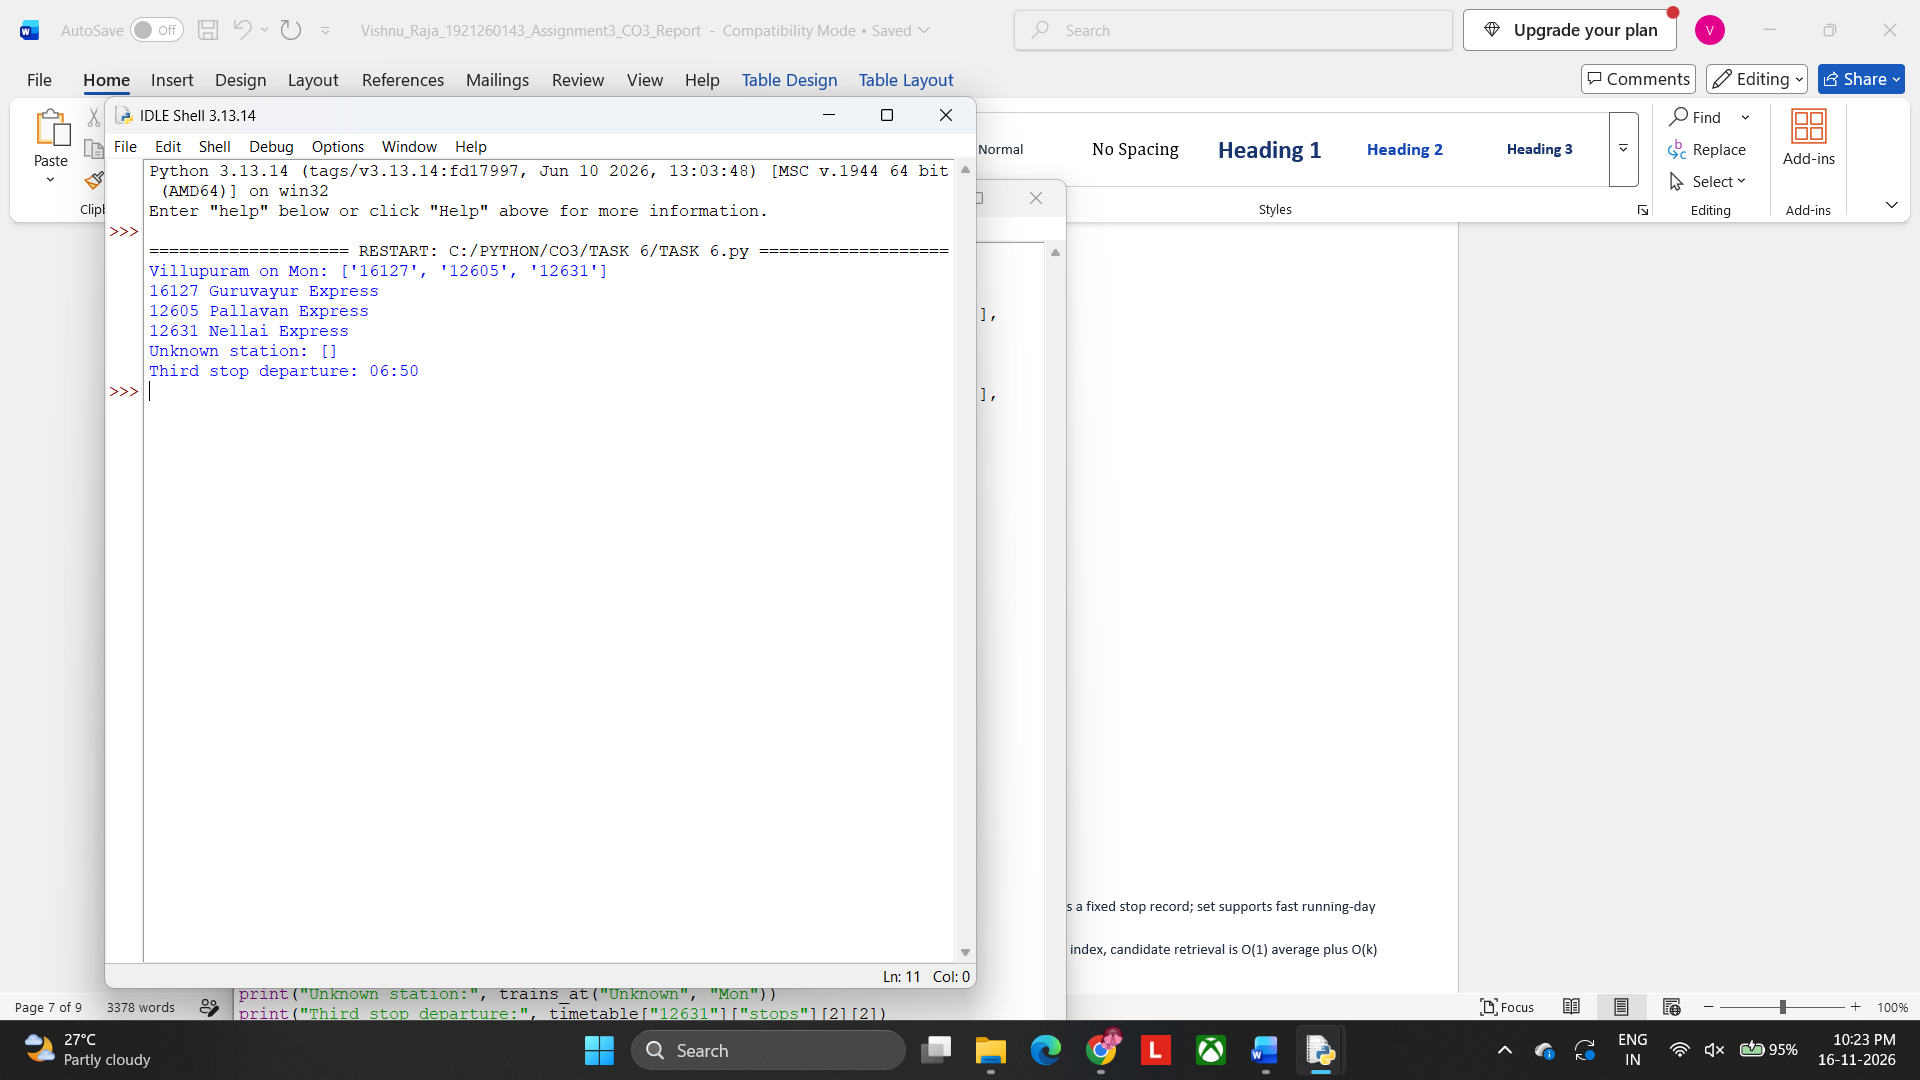 AutoSave Off Vishnu_Raja_1921260143_Assignment3_CO3_Report - Compatibility Mode • Saved Search Upgrade your plan V
File Home Insert Design Layout References Mailings Review View Help Table Design Table Layout Comments Editing Share
Paste
Normal No Spacing Heading 1 Heading 2 Heading 3
Styles
Find
Replace
Select
Editing
Add-ins
Add-ins
IDLE Shell 3.13.14
File Edit Shell Debug Options Window Help
Python 3.13.14 (tags/v3.13.14:fd17997, Jun 10 2026, 13:03:48) [MSC v.1944 64 bit
(AMD64)] on win32
Enter "help" below or click "Help" above for more information.
>>>
==================== RESTART: C:/PYTHON/CO3/TASK 6/TASK 6.py ===================
Villupuram on Mon: ['16127', '12605', '12631']
16127 Guruvayur Express
12605 Pallavan Express
12631 Nellai Express
Unknown station: []
Third stop departure: 06:50
>>>
Ln: 11 Col: 0
],
],
s a fixed stop record; set supports fast running-day
index, candidate retrieval is O(1) average plus O(k)
print("Unknown station:", trains_at("Unknown", "Mon"))
print("Third stop departure:", timetable["12631"]["stops"][2][2])
Page 7 of 9 3378 words Focus 100%
27°C
Partly cloudy
Search
L
ENG
IN
95%
10:23 PM
16-11-2026